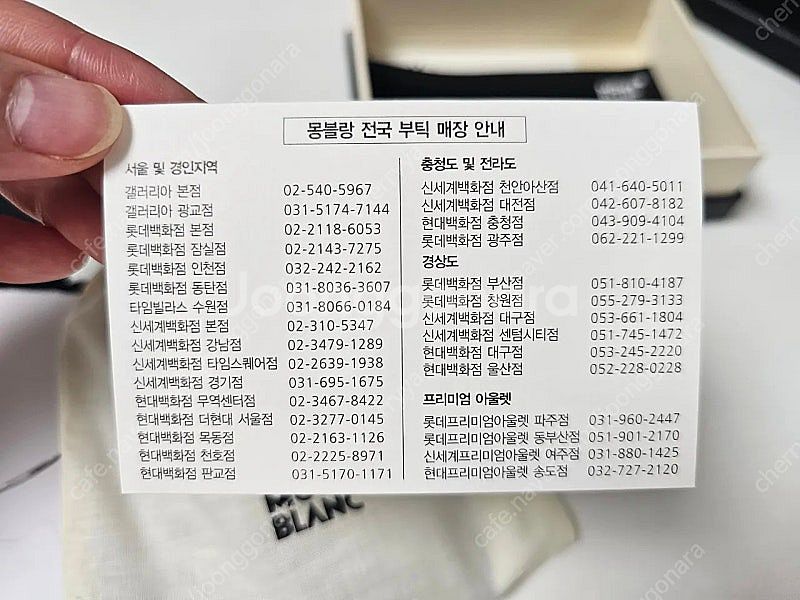 몽블랑 전국 부틱 매장 안내
서울 및 경인지역
갤러리아 본점 02-540-5967
갤러리아 광교점 031-5174-7144
롯데백화점 본점 02-2118-6053
롯데백화점 잠실점 02-2143-7275
롯데백화점 인천점 032-242-2162
롯데백화점 동탄점 031-8036-3607
타임빌라스 수원점 031-8066-0184
신세계백화점 본점 02-310-5347
신세계백화점 강남점 02-3479-1289
신세계백화점 타임스퀘어점 02-2639-1938
신세계백화점 경기점 031-695-1675
현대백화점 무역센터점 02-3467-8422
현대백화점 더현대 서울점 02-3277-0145
현대백화점 목동점 02-2163-1126
현대백화점 천호점 02-2225-8971
현대백화점 판교점 031-5170-1171
충청도 및 전라도
신세계백화점 천안아산점 041-640-5011
신세계백화점 대전점 042-607-8182
현대백화점 충청점 043-909-4104
롯데백화점 광주점 062-221-1299
경상도
롯데백화점 부산점 051-810-4187
롯데백화점 창원점 055-279-3133
신세계백화점 대구점 053-661-1804
신세계백화점 센텀시티점 051-745-1472
현대백화점 대구점 053-245-2220
현대백화점 울산점 052-228-0228
프리미엄 아울렛
롯데프리미엄아울렛 파주점 031-960-2447
롯데프리미엄아울렛 동부산점 051-901-2170
신세계프리미엄아울렛 여주점 031-880-1425
현대프리미엄아울렛 송도점 032-727-2120
BLANC
Joonggonara